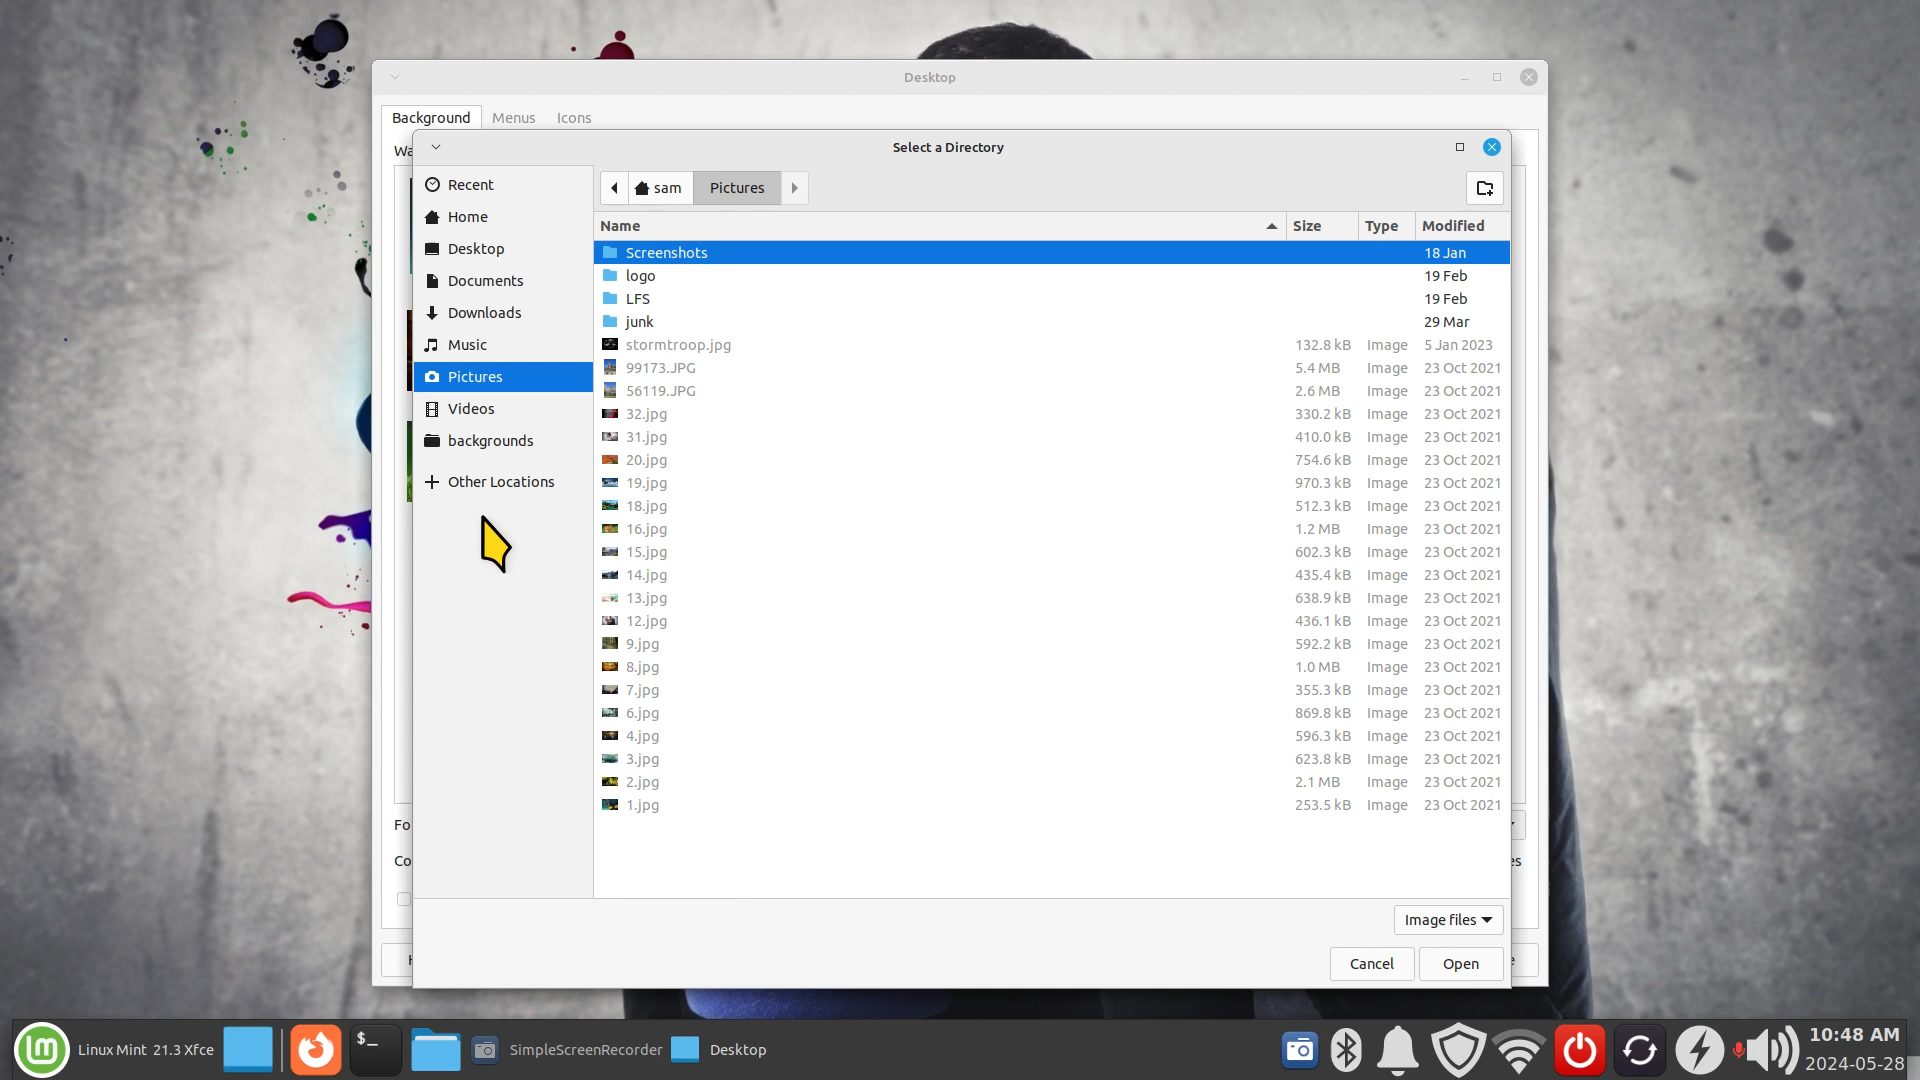 Desktop
Background Menus Icons
Select a Directory
Recent
Home
Desktop
Documents
Downloads
Music
Pictures
Videos
backgrounds
Other Locations
sam Pictures
Name Size Type Modified
Screenshots 18 Jan
logo 19 Feb
LFS 19 Feb
junk 29 Mar
stormtroop.jpg 132.8 kB Image 5 Jan 2023
99173.JPG 5.4 MB Image 23 Oct 2021
56119.JPG 2.6 MB Image 23 Oct 2021
32.jpg 330.2 kB Image 23 Oct 2021
31.jpg 410.0 kB Image 23 Oct 2021
20.jpg 754.6 kB Image 23 Oct 2021
19.jpg 970.3 kB Image 23 Oct 2021
18.jpg 512.3 kB Image 23 Oct 2021
16.jpg 1.2 MB Image 23 Oct 2021
15.jpg 602.3 kB Image 23 Oct 2021
14.jpg 435.4 kB Image 23 Oct 2021
13.jpg 638.9 kB Image 23 Oct 2021
12.jpg 436.1 kB Image 23 Oct 2021
9.jpg 592.2 kB Image 23 Oct 2021
8.jpg 1.0 MB Image 23 Oct 2021
7.jpg 355.3 kB Image 23 Oct 2021
6.jpg 869.8 kB Image 23 Oct 2021
4.jpg 596.3 kB Image 23 Oct 2021
3.jpg 623.8 kB Image 23 Oct 2021
2.jpg 2.1 MB Image 23 Oct 2021
1.jpg 253.5 kB Image 23 Oct 2021
Image files
Cancel Open
Linux Mint 21.3 Xfce $_ SimpleScreenRecorder Desktop 10:48 AM
2024-05-28